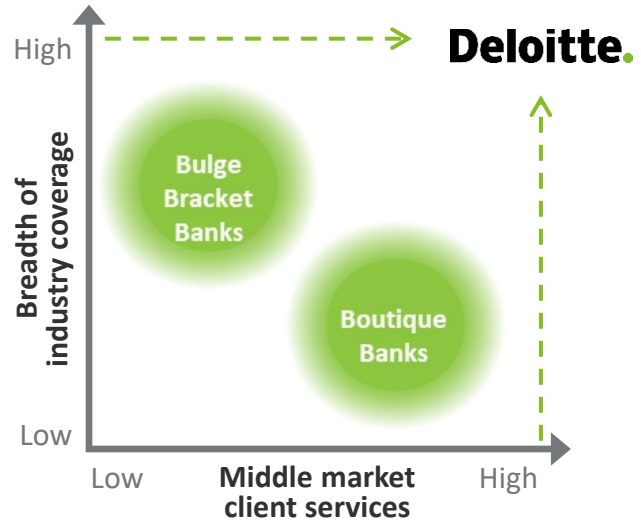 High
Deloitte.
Breadth of
industry coverage
Bulge
Bracket
Banks
Boutique
Banks
Low
Low
Middle market
client services
High